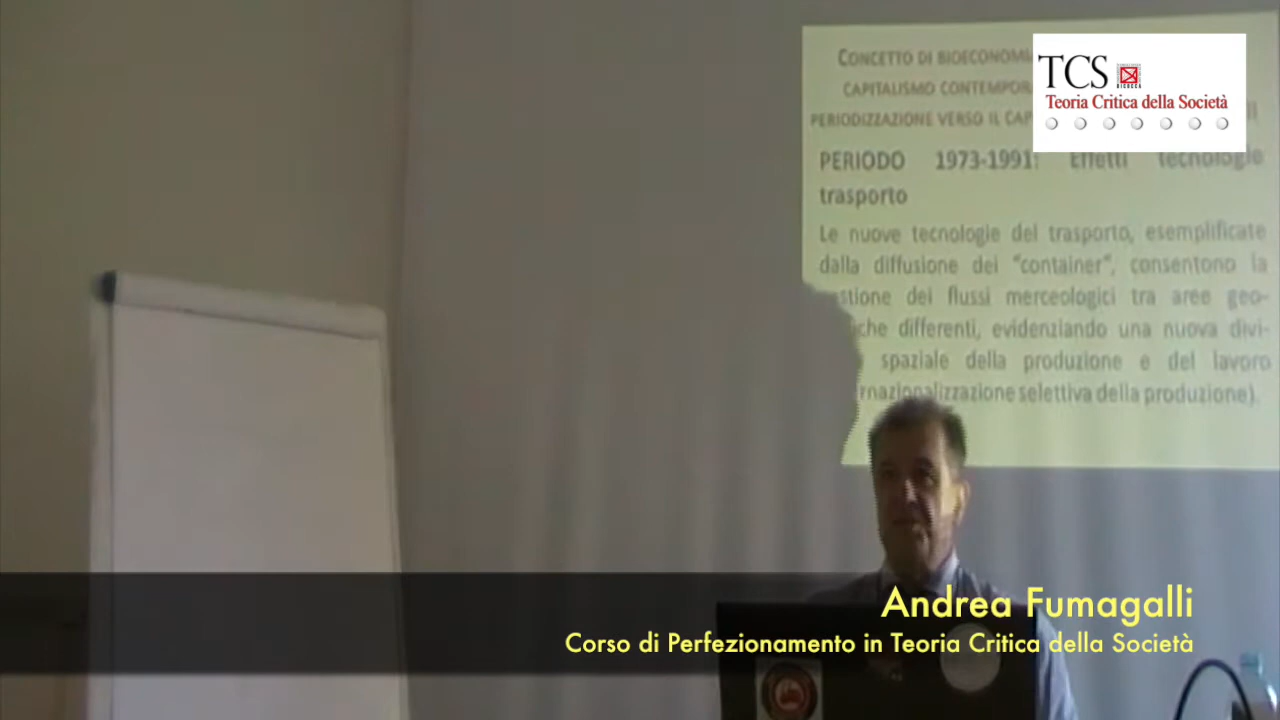 CONCETTO DI BIOECONOMI
CAPITALISMO CONTEMPOR
PERIODIZZAZIONE VERSO IL CAP
TCS
BICOCCA
Teoria Critica della Società
PERIODO 1973-1991: Effetti tecnologie
trasporto
Le nuove tecnologie del trasporto, esemplificate
dalla diffusione dei “container”, consentono la
stione dei flussi merceologici tra aree geo-
iche differenti, evidenziando una nuova divi-
spaziale della produzione e del lavoro
rnazionalizzazione selettiva della produzione).
Andrea Fumagalli
Corso di Perfezionamento in Teoria Critica della Società